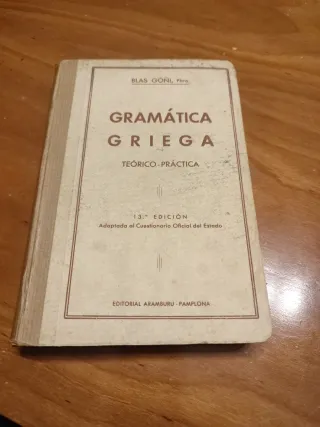 BLAS GOÑI, Pbro.
GRAMÁTICA
GRIEGA
TEÓRICO-PRÁCTICA
13.ª EDICIÓN
Adaptada al Cuestionario Oficial del Estado
EDITORIAL ARAMBURU - PAMPLONA